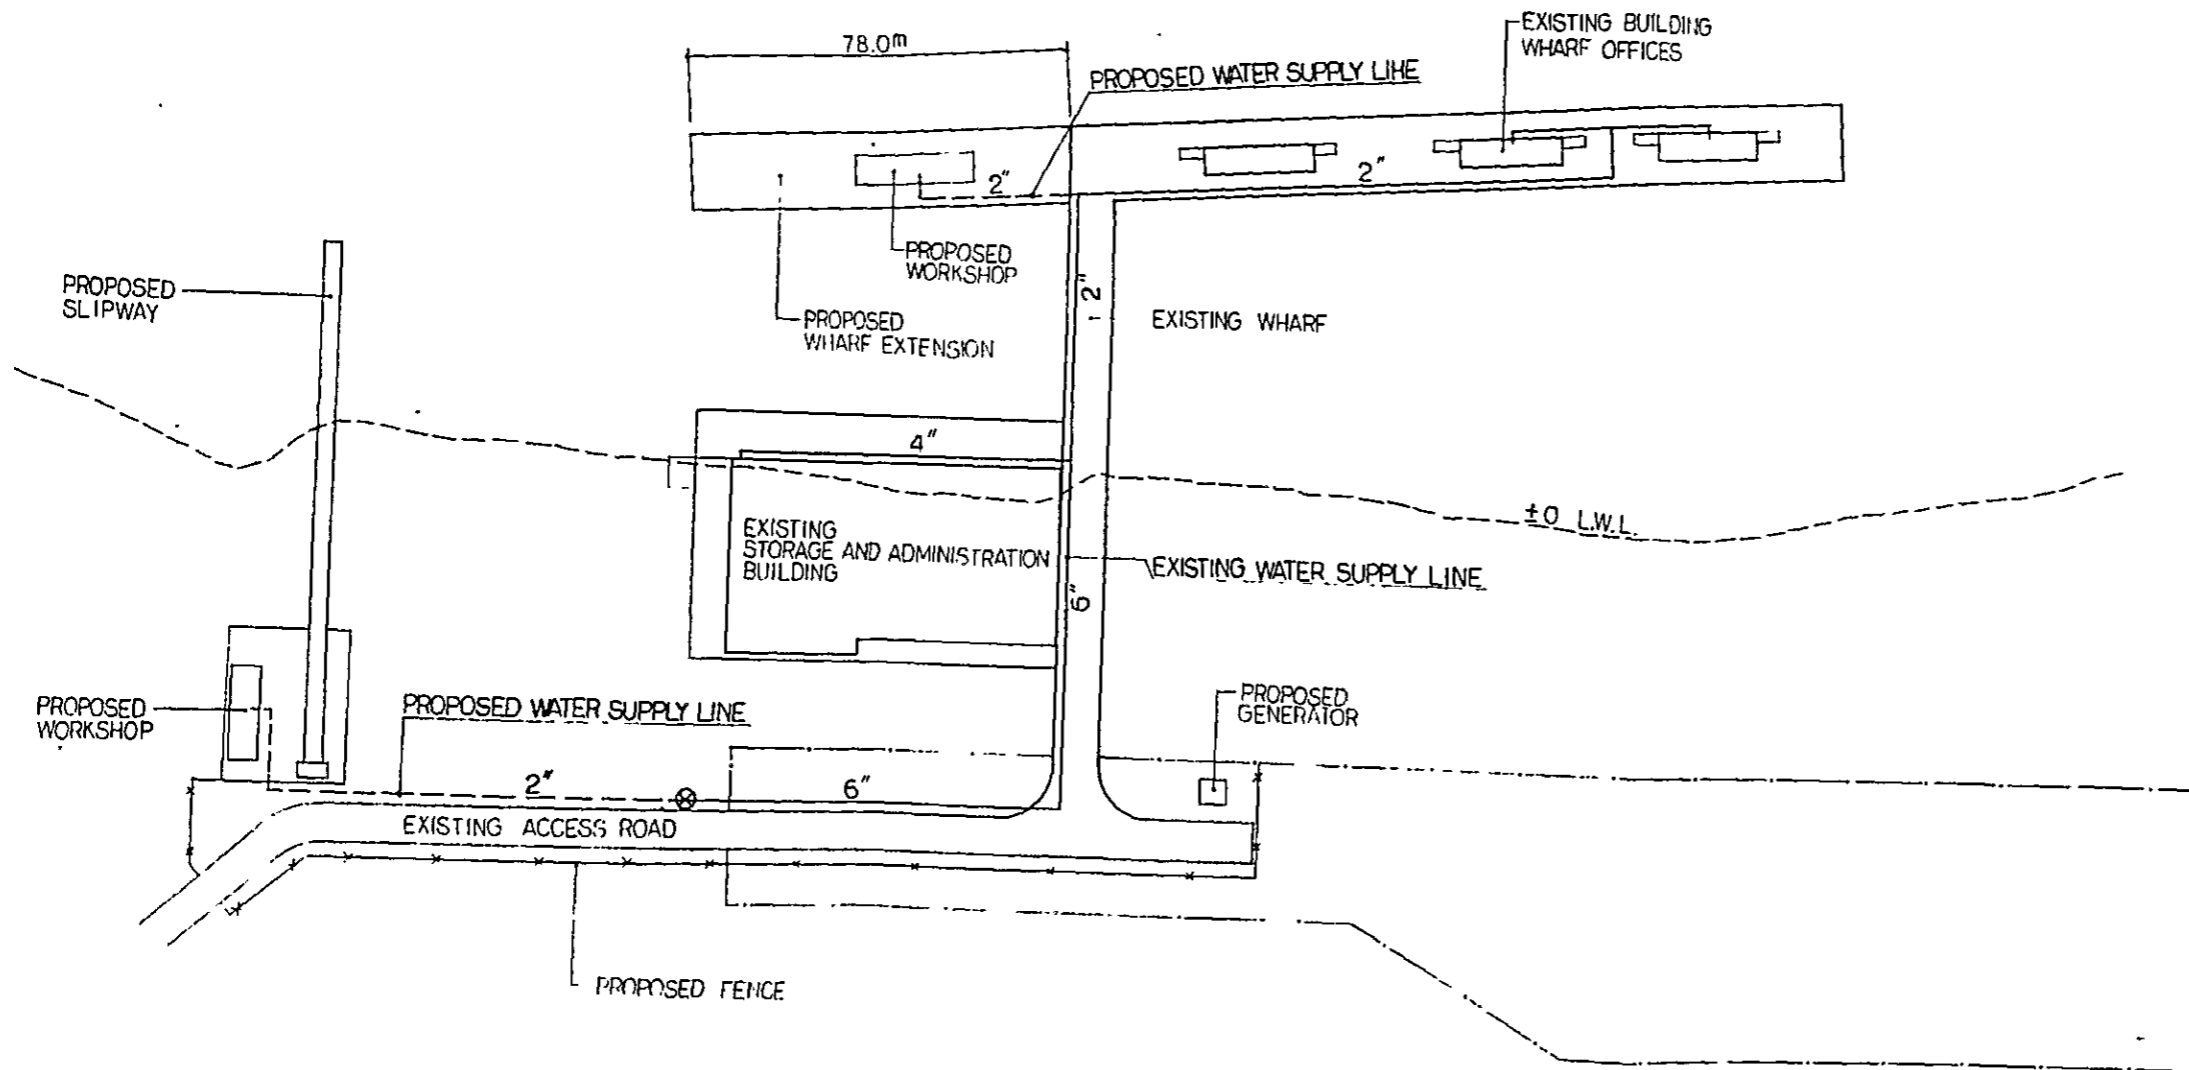 78.0m
EXISTING BUILDING
WHARF OFFICES
PROPOSED WATER SUPPLY LIHE
2"
2"
PROPOSED
WORKSHOP
PROPOSED
SLIPWAY
2"
PROPOSED
WHARF EXTENSION
EXISTING WHARF
4"
±0 L.W.L.
EXISTING
STORAGE AND ADMINISTRATION
BUILDING
EXISTING WATER SUPPLY LINE
6"
PROPOSED
WORKSHOP
PROPOSED WATER SUPPLY LINE
PROPOSED
GENERATOR
2"
6"
EXISTING ACCESS ROAD
PROPOSED FENCE